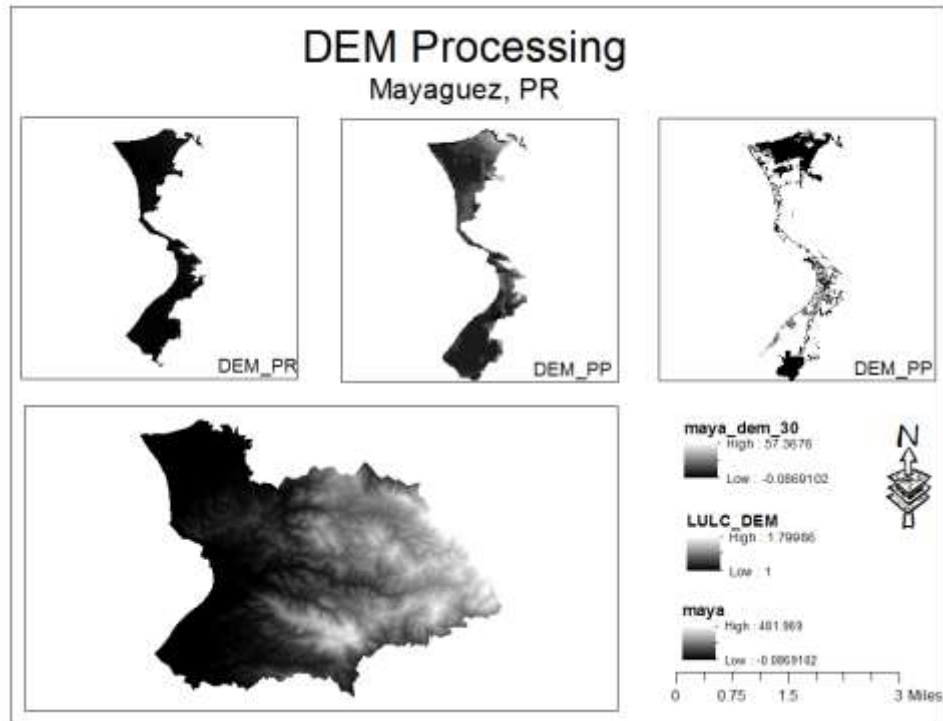 DEM Processing
Mayaguez, PR
DEM_PR
DEM_PP
DEM_PP
maya_dem_30
High : 57.3676
Low : -0.0869102
LULC_DEM
High : 1.79986
Low : 1
maya
High : 401.969
Low : -0.0869102
N
0 0.75 1.5 3 Miles